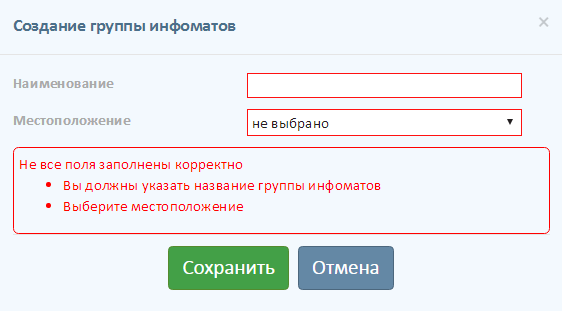 Создание группы инфоматов
×
Наименование
Местоположение
не выбрано
Не все поля заполнены корректно
Вы должны указать название группы инфоматов
Выберите местоположение
Сохранить
Отмена